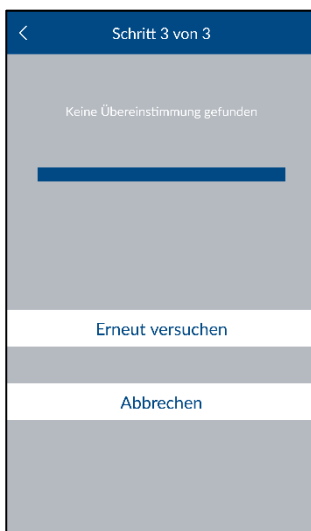 Schritt 3 von 3
Keine Übereinstimmung gefunden
Erneut versuchen
Abbrechen